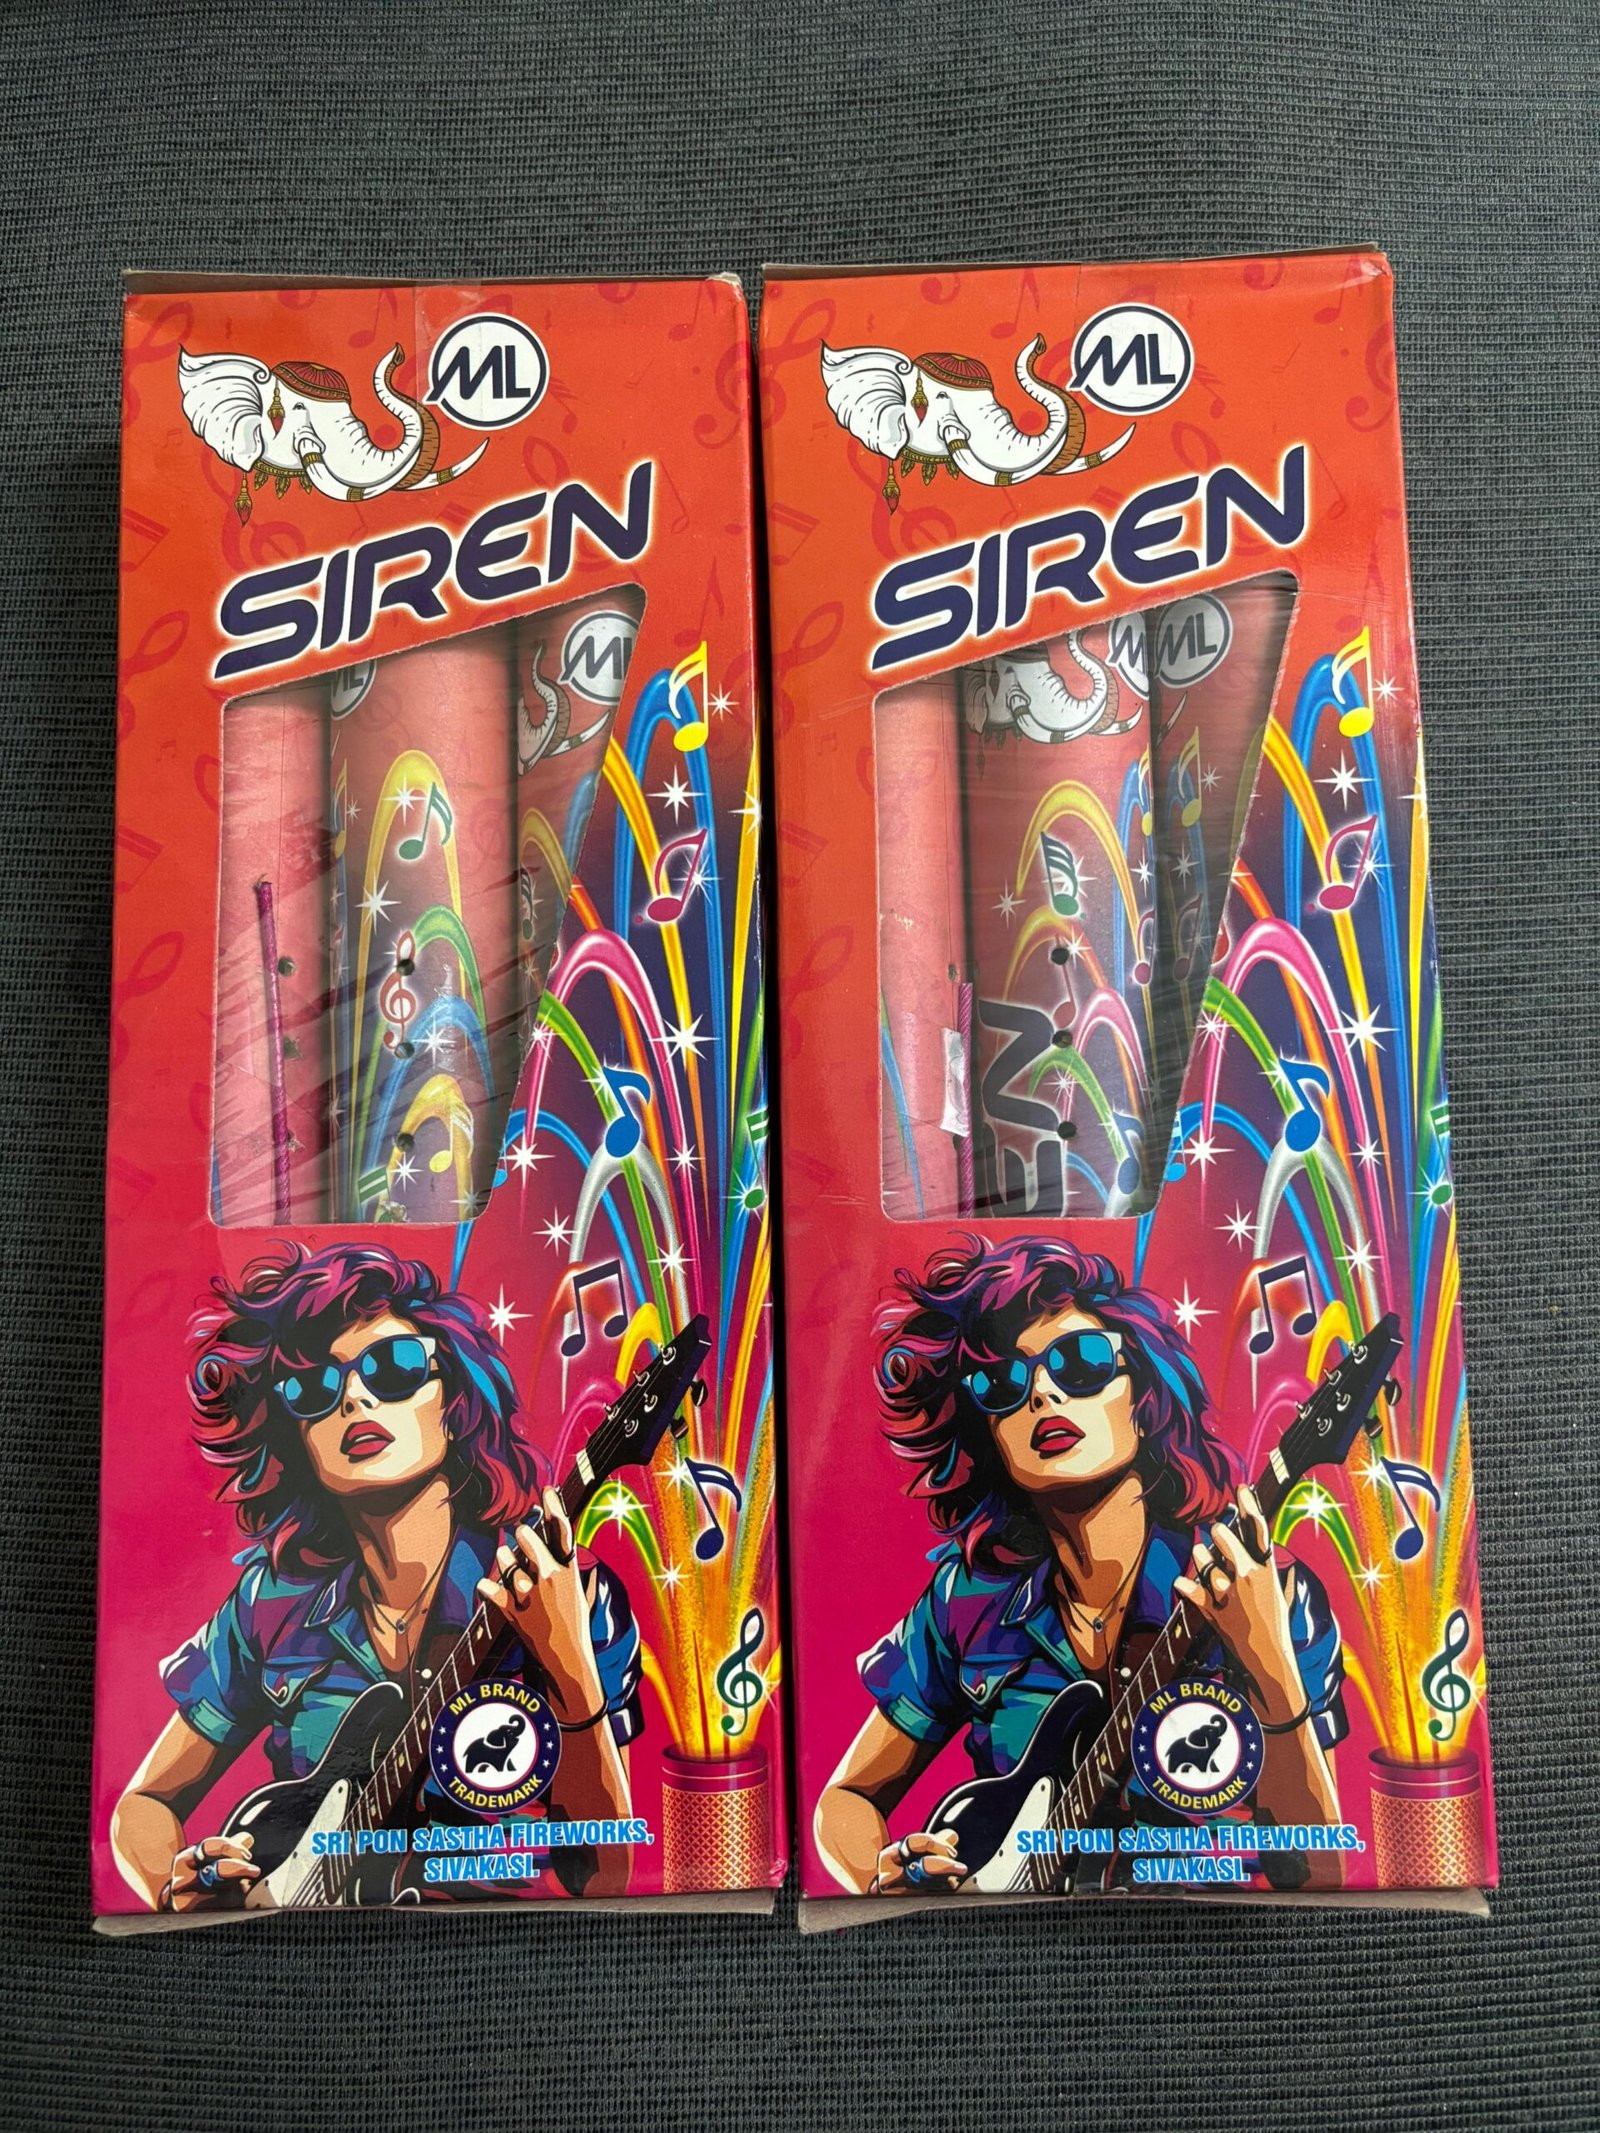 ML
SIREN
ML
ML
ML BRAND
TRADEMARK
SRI PON SASTHA FIREWORKS,
SIVAKASI.
ML
SIREN
ML
EN
ML BRAND
TRADEMARK
SRI PON SASTHA FIREWORKS,
SIVAKASI.